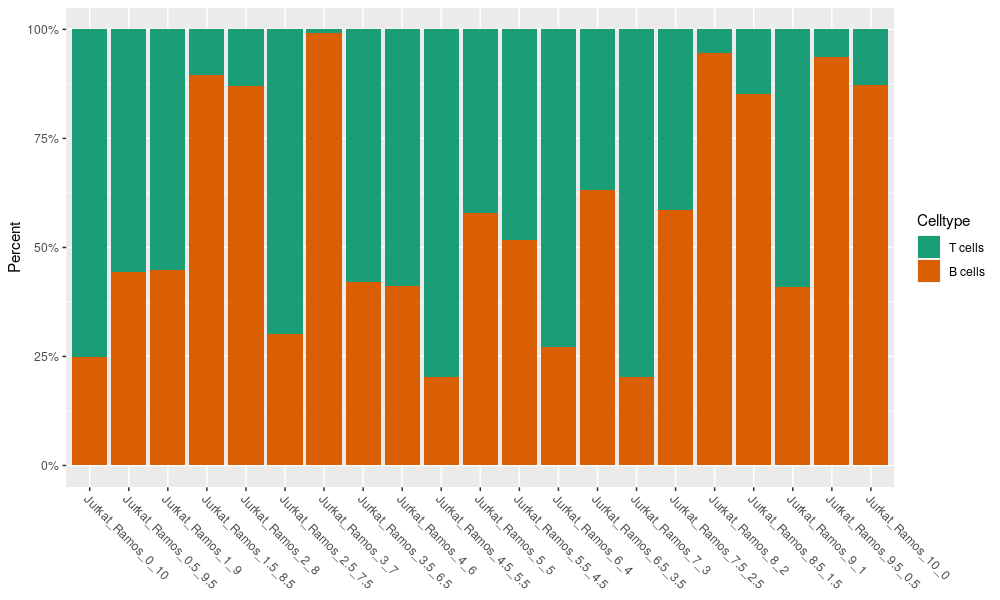 100%
75%
50%
25%
0%
Percent
Jurkat_Ramos_0_10
Jurkat_Ramos_0.5_9.5
Jurkat_Ramos_1_9
Jurkat_Ramos_1.5_8.5
Jurkat_Ramos_2_8
Jurkat_Ramos_2.5_7.5
Jurkat_Ramos_3_7
Jurkat_Ramos_3.5_6.5
Jurkat_Ramos_4_6
Jurkat_Ramos_4.5_5.5
Jurkat_Ramos_5_5
Jurkat_Ramos_5.5_4.5
Jurkat_Ramos_6_4
Jurkat_Ramos_6.5_3.5
Jurkat_Ramos_7_3
Jurkat_Ramos_7.5_2.5
Jurkat_Ramos_8_2
Jurkat_Ramos_8.5_1.5
Jurkat_Ramos_9_1
Jurkat_Ramos_9.5_0.5
Jurkat_Ramos_10_0
Celltype
T cells
B cells